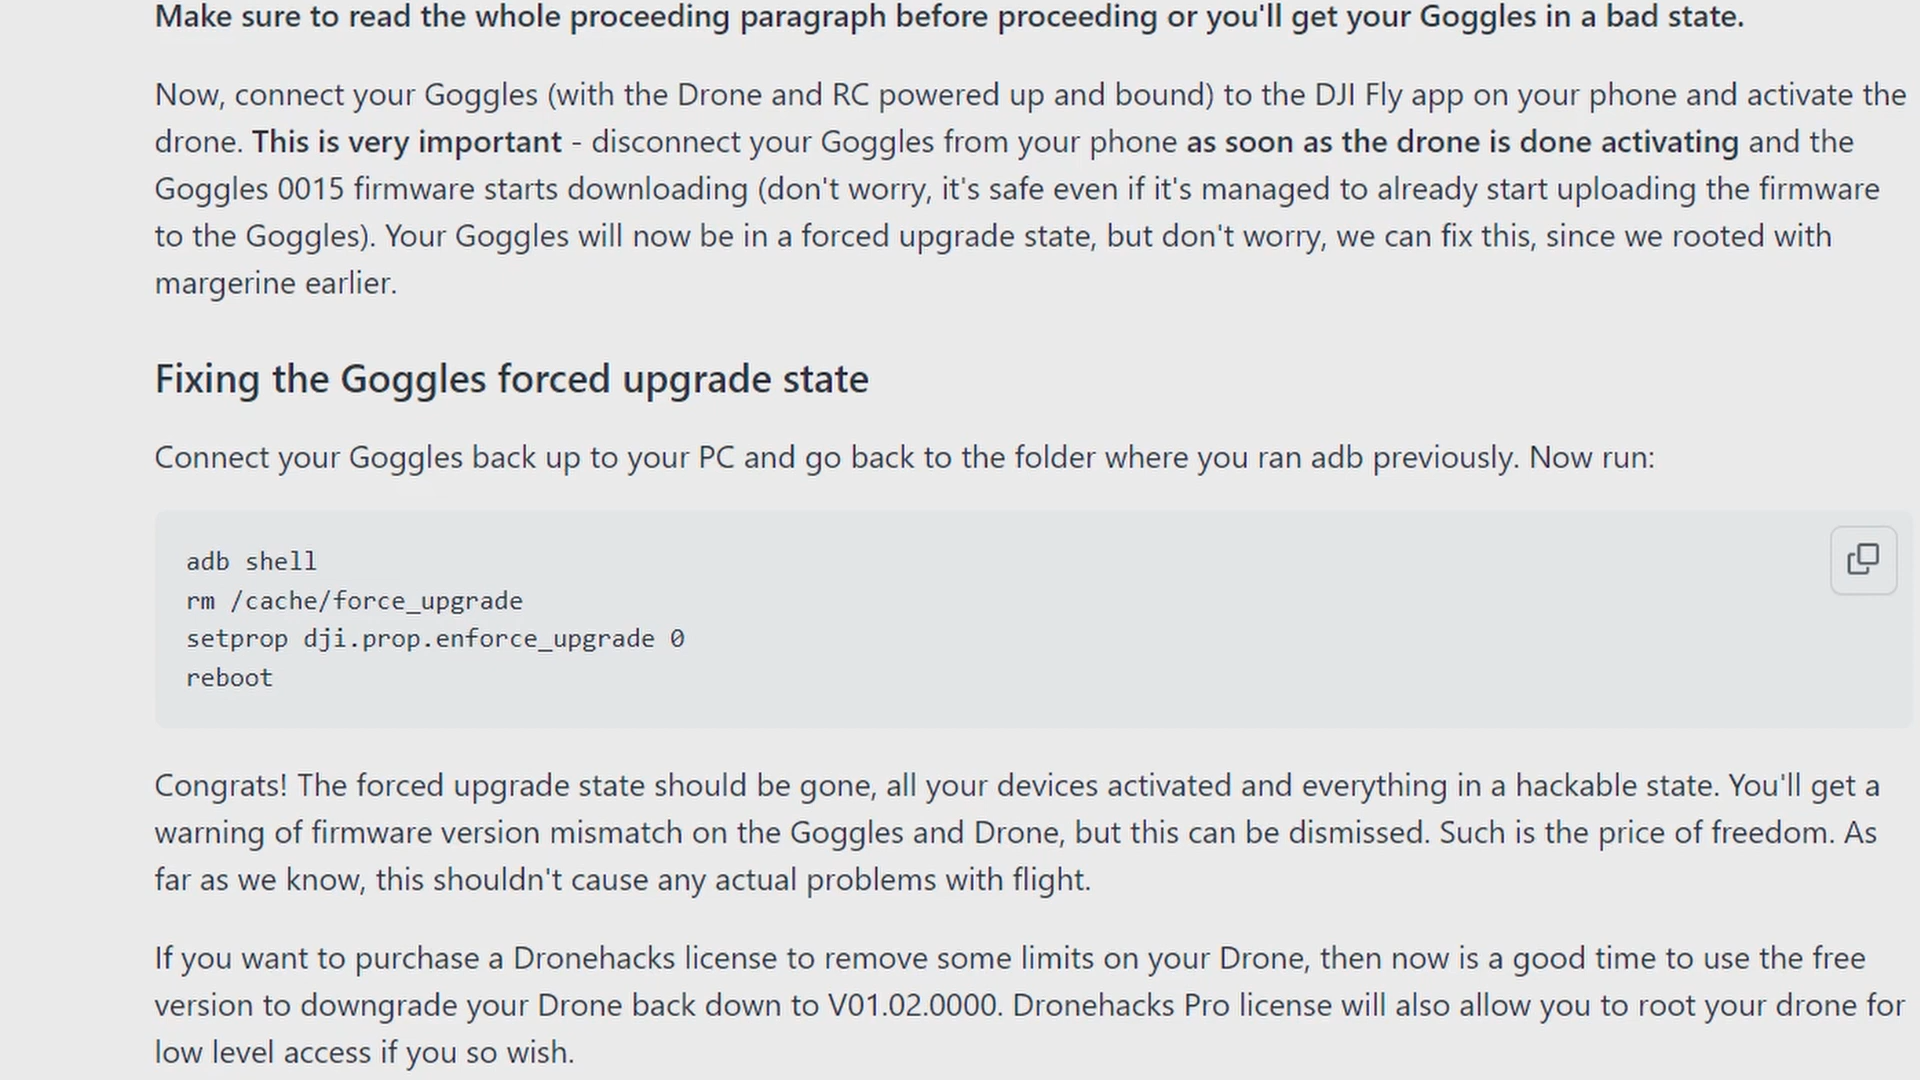 Make sure to read the whole proceeding paragraph before proceeding or you'll get your Goggles in a bad state.
Now, connect your Goggles (with the Drone and RC powered up and bound) to the DJI Fly app on your phone and activate the
drone. This is very important - disconnect your Goggles from your phone as soon as the drone is done activating and the
Goggles 0015 firmware starts downloading (don't worry, it's safe even if it's managed to already start uploading the firmware
to the Goggles). Your Goggles will now be in a forced upgrade state, but don't worry, we can fix this, since we rooted with
margerine earlier.
Fixing the Goggles forced upgrade state
Connect your Goggles back up to your PC and go back to the folder where you ran adb previously. Now run:
adb shell
rm /cache/force_upgrade
setprop dji.prop.enforce_upgrade 0
reboot
Congrats! The forced upgrade state should be gone, all your devices activated and everything in a hackable state. You'll get a
warning of firmware version mismatch on the Goggles and Drone, but this can be dismissed. Such is the price of freedom. As
far as we know, this shouldn't cause any actual problems with flight.
If you want to purchase a Dronehacks license to remove some limits on your Drone, then now is a good time to use the free
version to downgrade your Drone back down to V01.02.0000. Dronehacks Pro license will also allow you to root your drone for
low level access if you so wish.